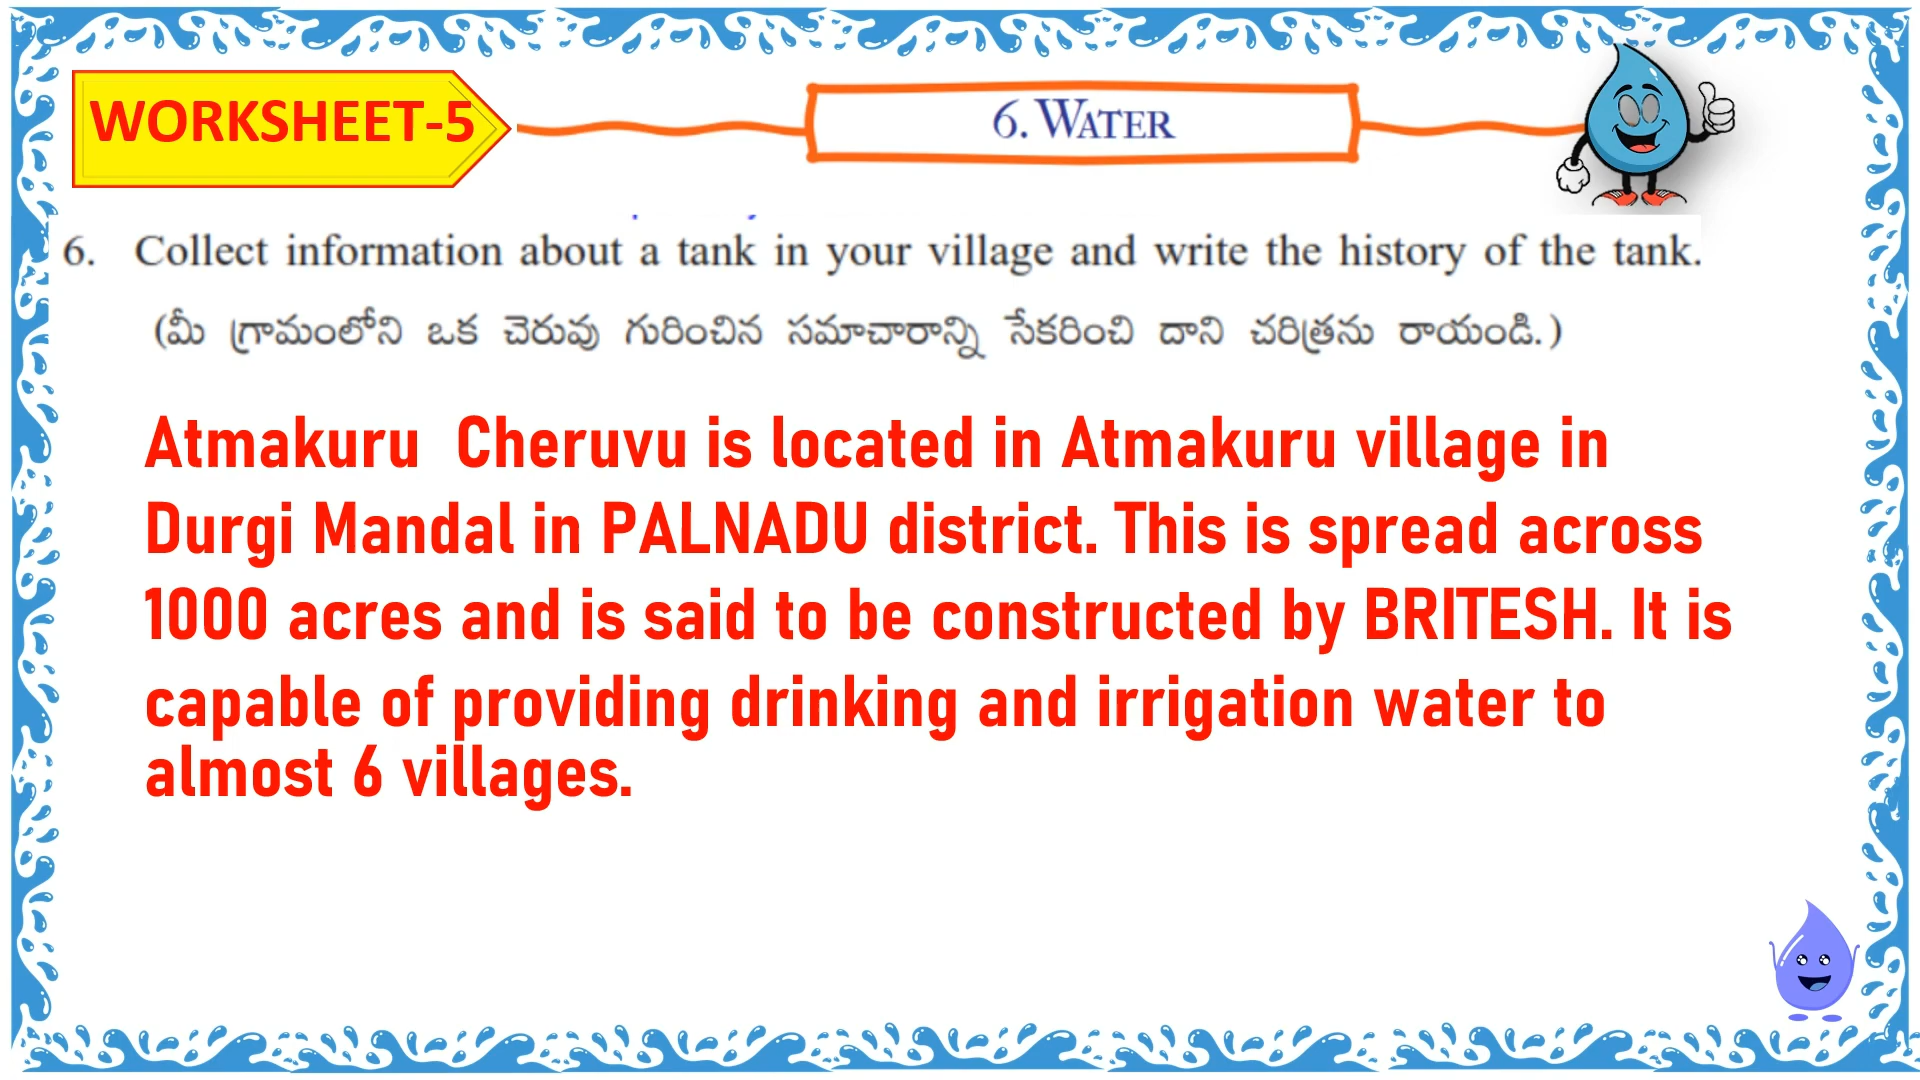 WORKSHEET-5
6. WATER
6. Collect information about a tank in your village and write the history of the tank.
(మీ గ్రామంలోని ఒక చెరువు గురించిన సమాచారాన్ని సేకరించి దాని చరిత్రను రాయండి.)
Atmakuru Cheruvu is located in Atmakuru village in
Durgi Mandal in PALNADU district. This is spread across
1000 acres and is said to be constructed by BRITESH. It is
capable of providing drinking and irrigation water to
almost 6 villages.